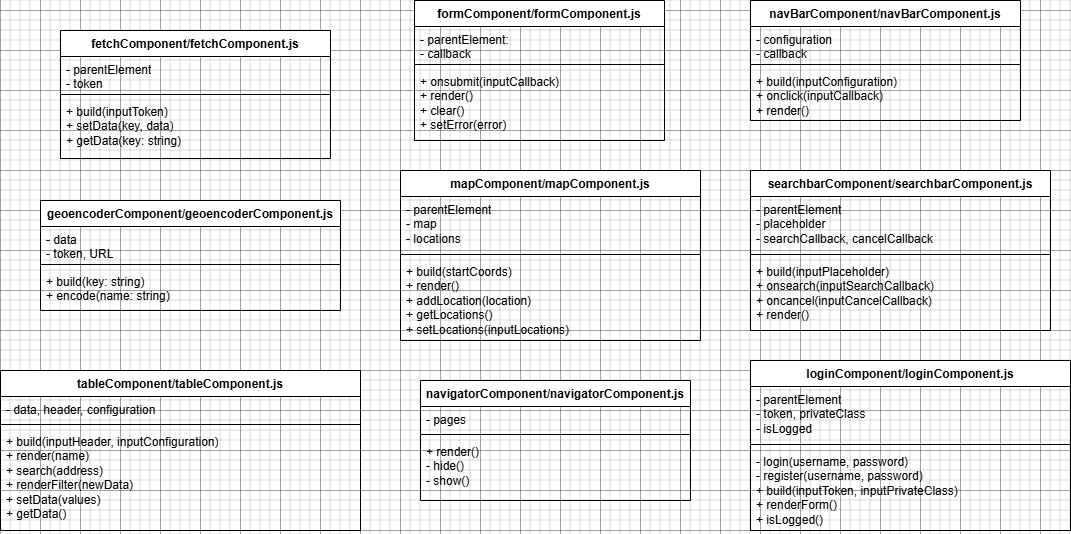 fetchComponent/fetchComponent.js
- parentElement
- token
+ build(inputToken)
+ setData(key, data)
+ getData(key: string)
formComponent/formComponent.js
- parentElement:
- callback
+ onsubmit(inputCallback)
+ render()
+ clear()
+ setError(error)
navBarComponent/navBarComponent.js
- configuration
- callback
+ build(inputConfiguration)
+ onclick(inputCallback)
+ render()
geoencoderComponent/geoencoderComponent.js
- data
- token, URL
+ build(key: string)
+ encode(name: string)
mapComponent/mapComponent.js
- parentElement
- map
- locations
+ build(startCoords)
+ render()
+ addLocation(location)
+ getLocations()
+ setLocations(inputLocations)
searchbarComponent/searchbarComponent.js
- parentElement
- placeholder
- searchCallback, cancelCallback
+ build(inputPlaceholder)
+ onsearch(inputSearchCallback)
+ oncancel(inputCancelCallback)
+ render()
tableComponent/tableComponent.js
- data, header, configuration
+ build(inputHeader, inputConfiguration)
+ render(name)
+ search(address)
+ renderFilter(newData)
+ setData(values)
+ getData()
navigatorComponent/navigatorComponent.js
- pages
+ render()
- hide()
- show()
loginComponent/loginComponent.js
- parentElement
- token, privateClass
- isLogged
- login(username, password)
- register(username, password)
+ build(inputToken, inputPrivateClass)
+ renderForm()
+ isLogged()